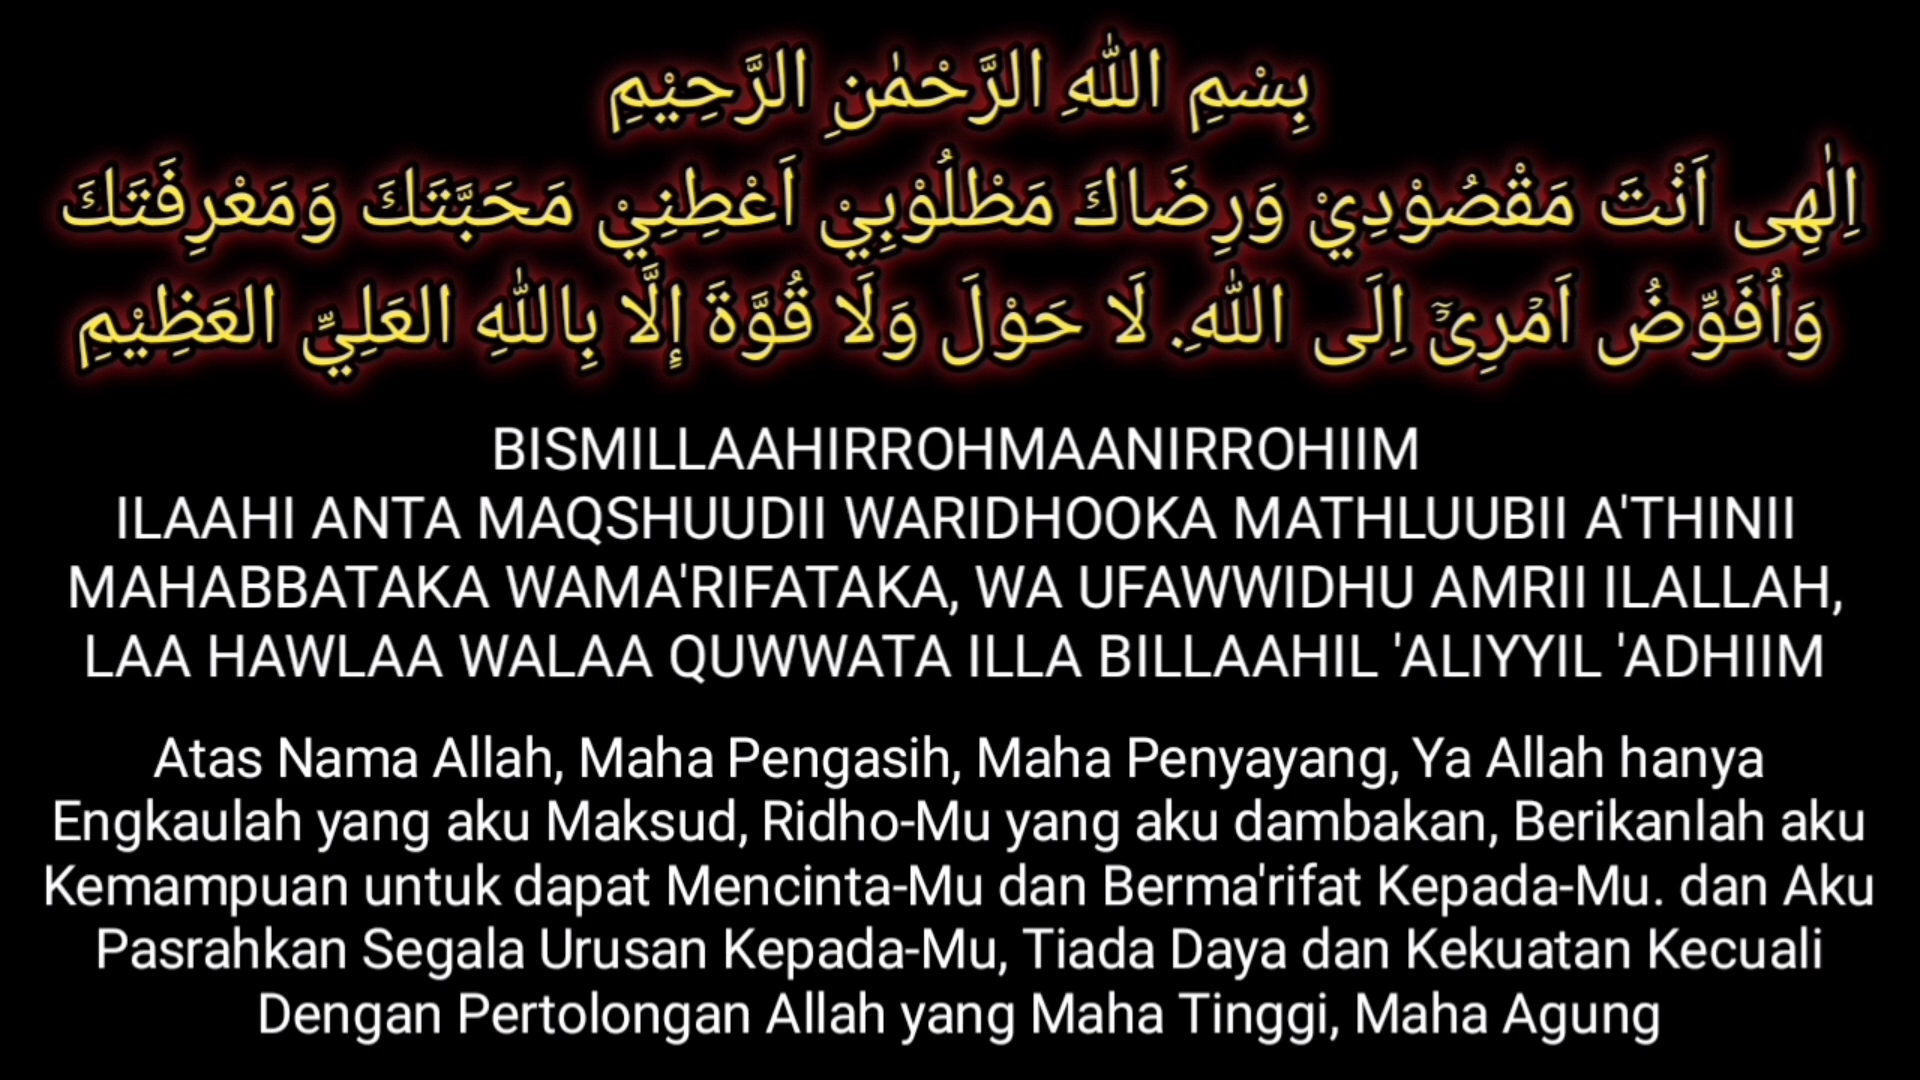 بِسْمِ اللّٰهِ الرَّحْمٰنِ الرَّحِيْمِ
اِلٰهِى اَنْتَ مَقْصُوْدِيْ وَرِضَاكَ مَطْلُوْبِيْ اَعْطِنِيْ مَحَبَّتَكَ وَمَعْرِفَتَكَ
وَاُفَوِّضُ اَمْرِىْٓ اِلَى اللّٰهِ. لَا حَوْلَ وَلَا قُوَّةَ إِلَّا بِاللّٰهِ العَلِيِّ العَظِيْمِ
BISMILLAAHIRROHMAANIRROHIIM
ILAAHI ANTA MAQSHUUDII WARIDHOOKA MATHLUUBII A'THINII
MAHABBATAKA WAMA'RIFATAKA, WA UFAWWIDHU AMRII ILALLAH,
LAA HAWLAA WALAA QUWWATA ILLA BILLAAHIL 'ALIYYIL 'ADHIIM
Atas Nama Allah, Maha Pengasih, Maha Penyayang, Ya Allah hanya
Engkaulah yang aku Maksud, Ridho-Mu yang aku dambakan, Berikanlah aku
Kemampuan untuk dapat Mencinta-Mu dan Berma'rifat Kepada-Mu. dan Aku
Pasrahkan Segala Urusan Kepada-Mu, Tiada Daya dan Kekuatan Kecuali
Dengan Pertolongan Allah yang Maha Tinggi, Maha Agung